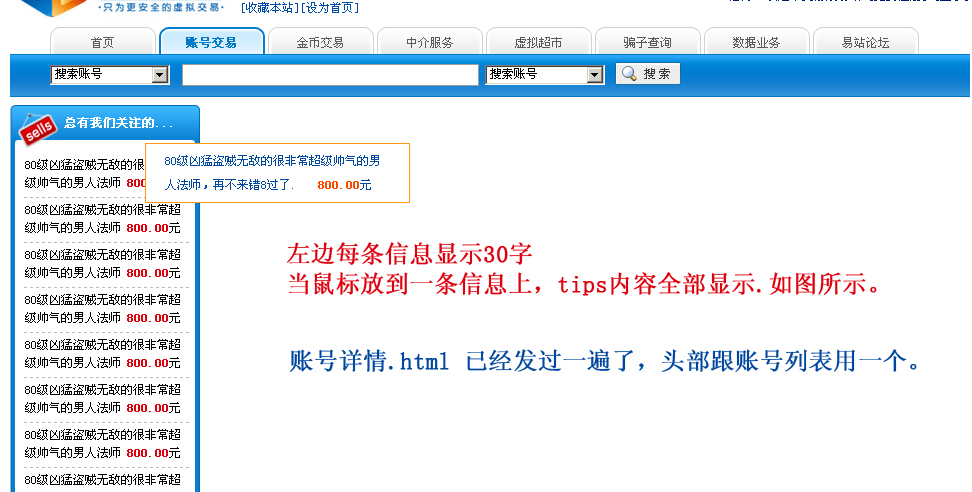 ·只为更安全的虚拟交易·
[收藏本站][设为首页]
首页 账号交易 金币交易 中介服务 虚拟超市 骗子查询 数据业务 易站论坛
搜索账号 搜索账号 搜 索
sells 总有我们关注的...
80级凶猛盗贼无敌的很
级帅气的男人法师 800
80级凶猛盗贼无敌的很非常超级帅气的男
人法师，再不来错8过了. 800.00元
80级凶猛盗贼无敌的很非常超
级帅气的男人法师 800.00元
80级凶猛盗贼无敌的很非常超
级帅气的男人法师 800.00元
80级凶猛盗贼无敌的很非常超
级帅气的男人法师 800.00元
80级凶猛盗贼无敌的很非常超
级帅气的男人法师 800.00元
80级凶猛盗贼无敌的很非常超
级帅气的男人法师 800.00元
80级凶猛盗贼无敌的很非常超
级帅气的男人法师 800.00元
80级凶猛盗贼无敌的很非常超
左边每条信息显示30字
当鼠标放到一条信息上，tips内容全部显示.如图所示。
账号详情.html 已经发过一遍了，头部跟账号列表用一个。